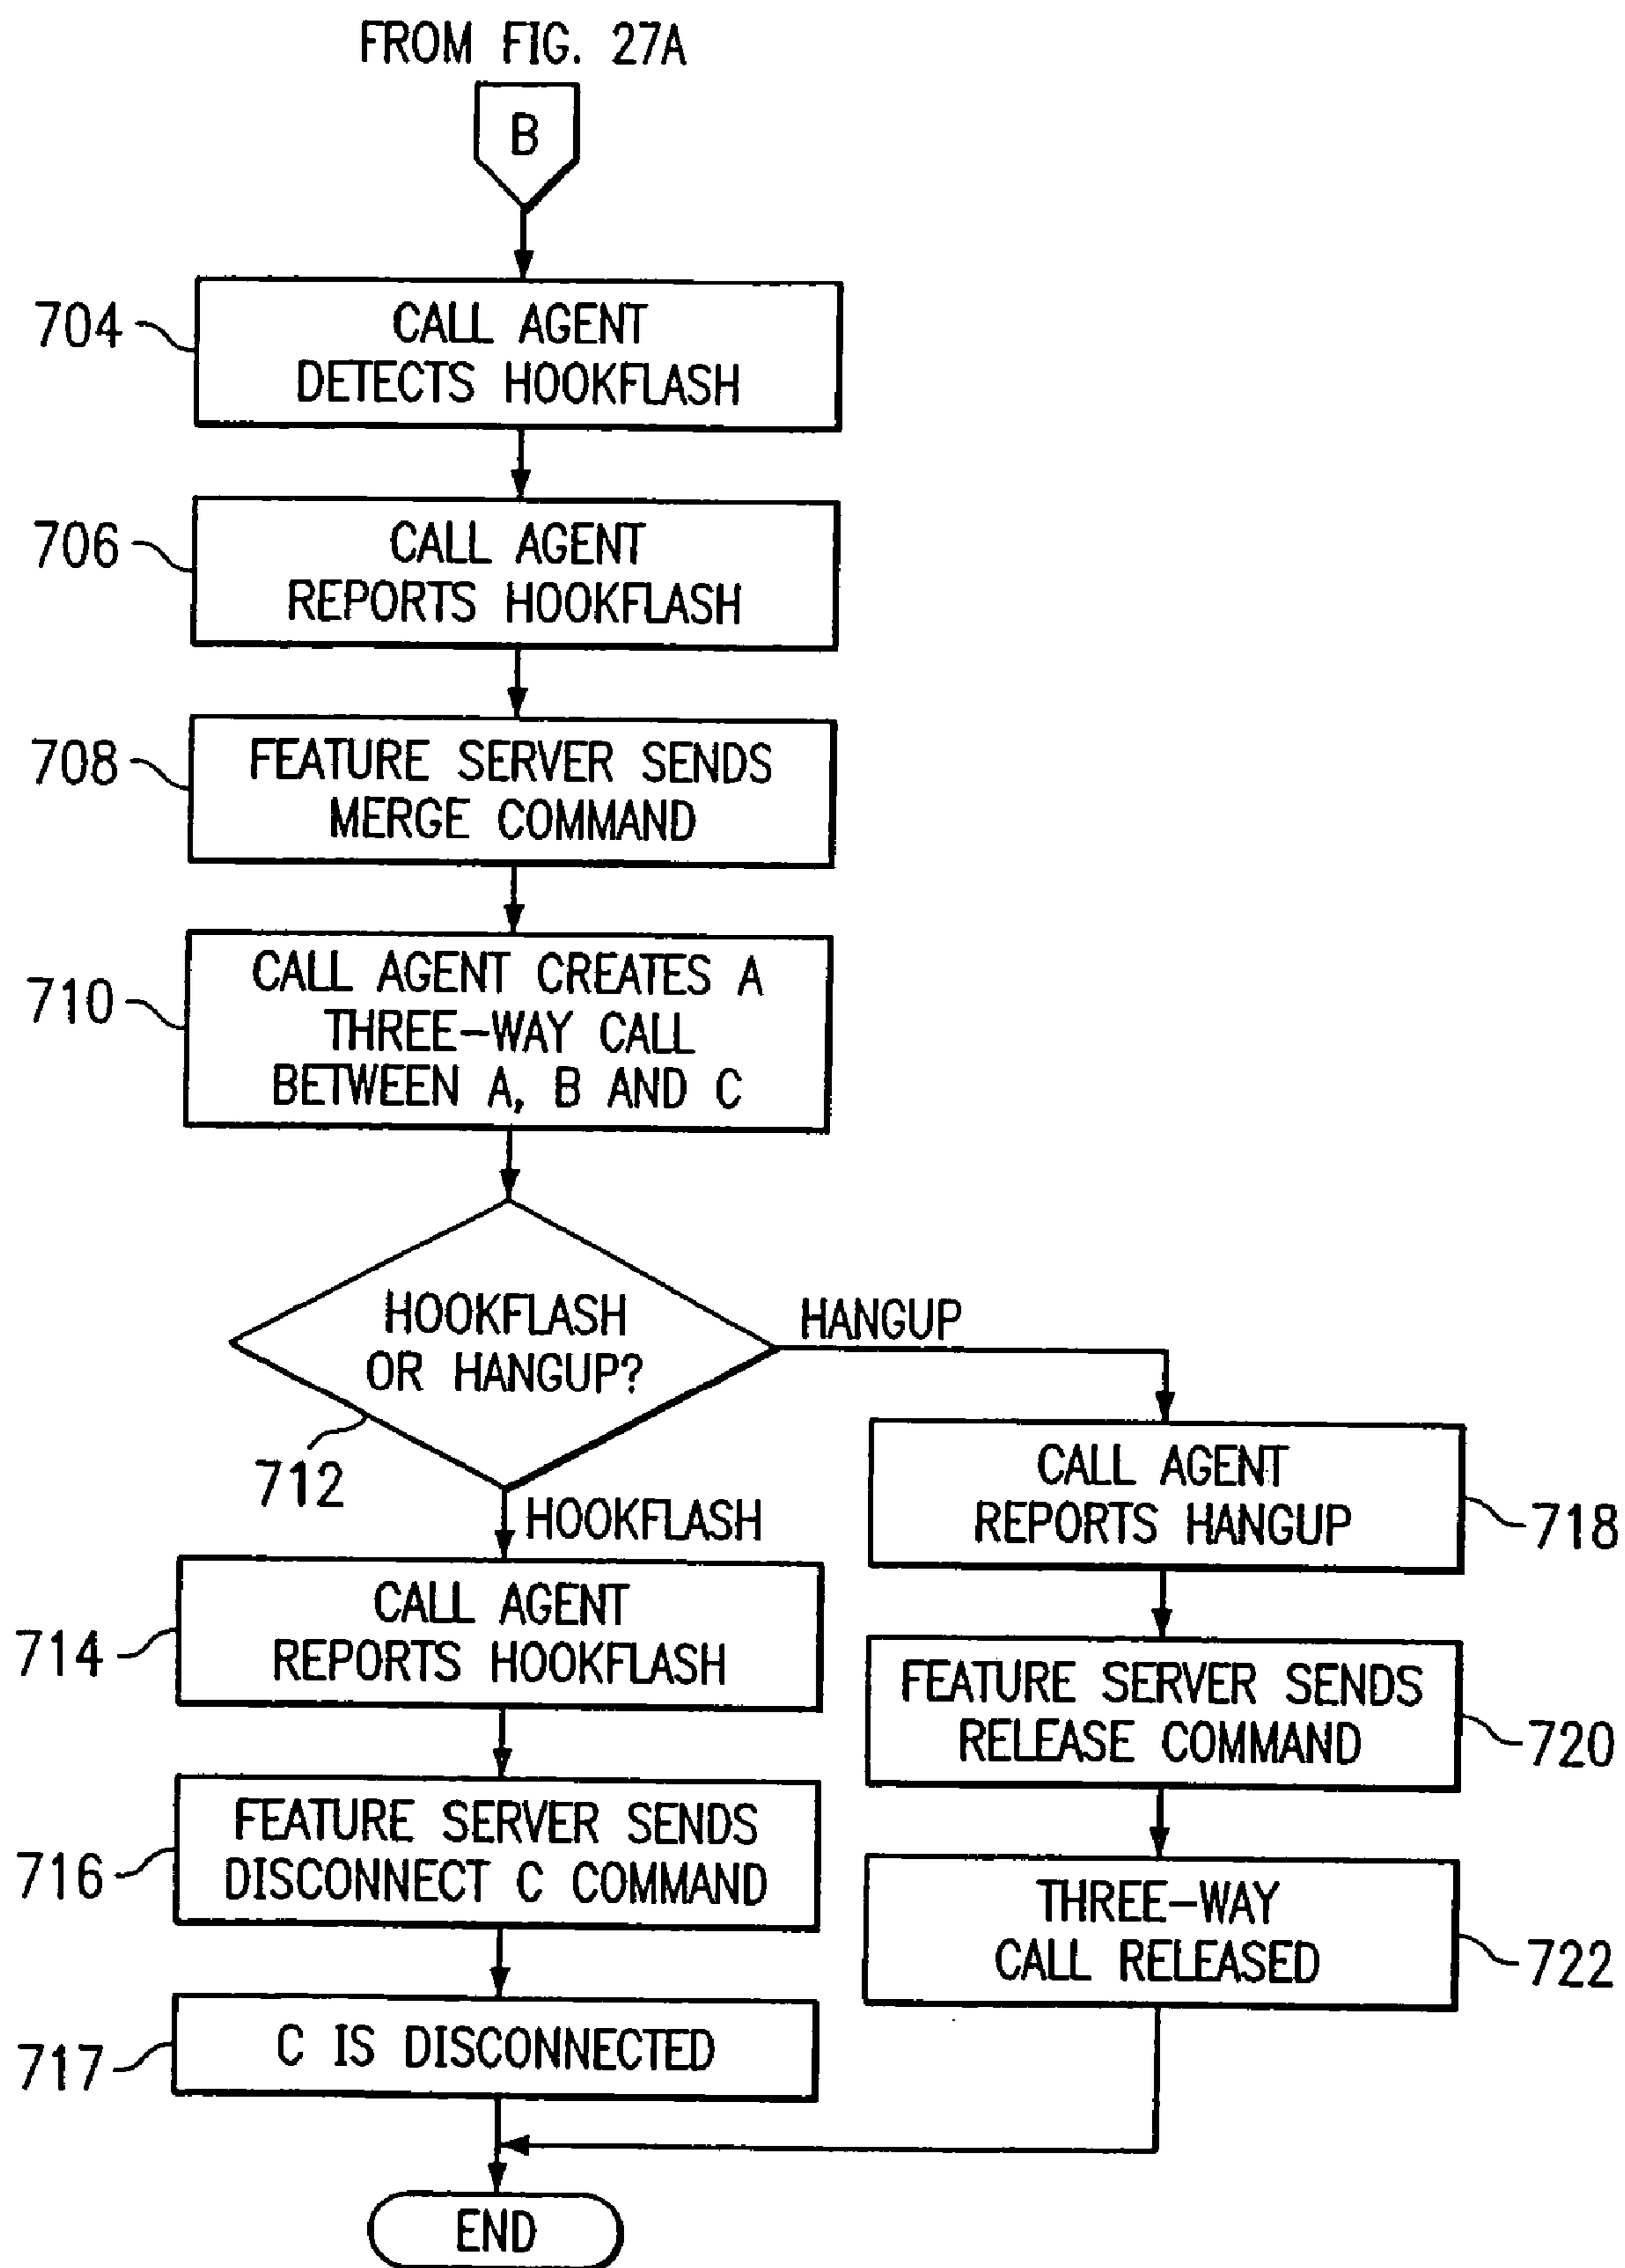 FROM FIG. 27A
B
704
CALL AGENT
DETECTS HOOKFLASH
706
CALL AGENT
REPORTS HOOKFLASH
708
FEATURE SERVER SENDS
MERGE COMMAND
710
CALL AGENT CREATES A
THREE-WAY CALL
BETWEEN A, B AND C
HOOKFLASH
OR HANGUP?
712
HANGUP
HOOKFLASH
714
CALL AGENT
REPORTS HOOKFLASH
716
FEATURE SERVER SENDS
DISCONNECT C COMMAND
717
C IS DISCONNECTED
CALL AGENT
REPORTS HANGUP
718
FEATURE SERVER SENDS
RELEASE COMMAND
720
THREE-WAY
CALL RELEASED
722
END